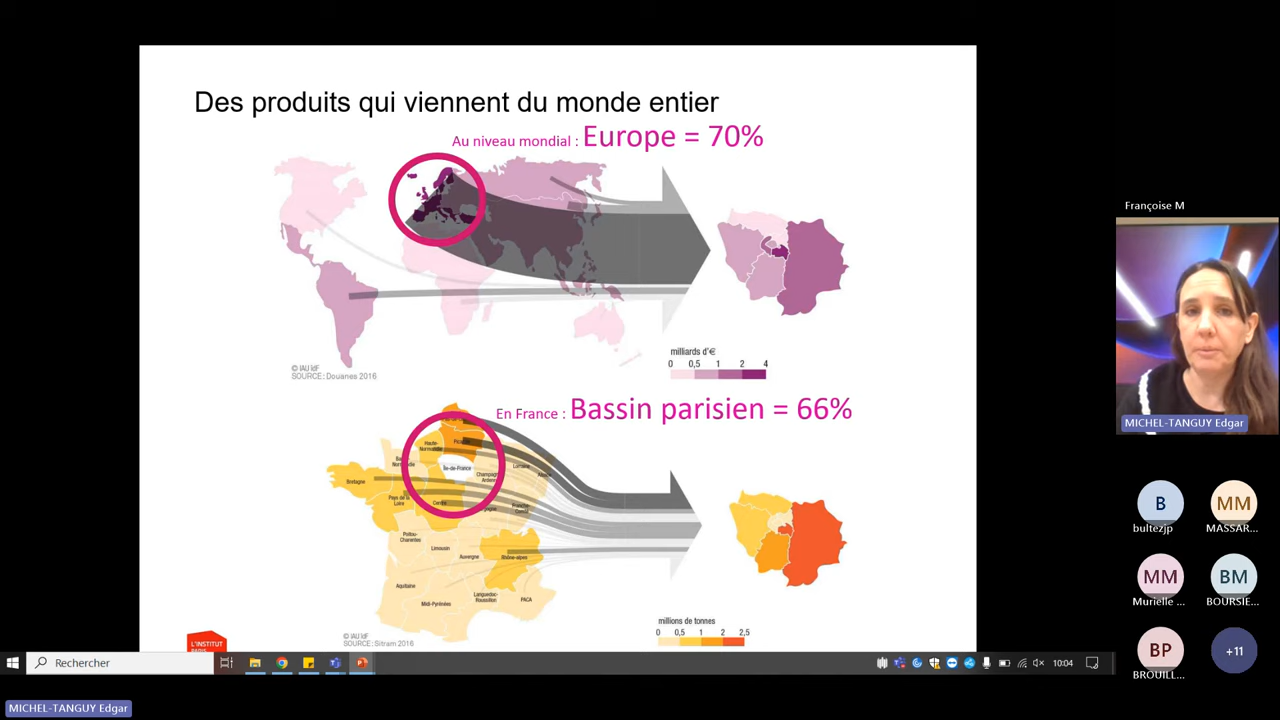 Des produits qui viennent du monde entier
Au niveau mondial : Europe = 70%
milliards d'€
0 0,5 1 2 4
© IAU îdF
SOURCE : Douanes 2016
En France : Bassin parisien = 66%
Haute-
Normandie
Île-de-France
Lorraine
Champagne
Ardenne
Alsace
Bretagne
Pays de la
Loire
Centre
Franche-
Comté
Poitou-
Charentes
Limousin
Auvergne
Rhône-alpes
Aquitaine
Languedoc-
Roussillon
Midi-Pyrénées
PACA
millions de tonnes
0 0,5 1 2 2,5
© IAU îdF
SOURCE : Sitram 2016
L'INSTITUT
Rechercher
10:04
Françoise M
MICHEL-TANGUY Edgar
B
bultezjp
MM
MASSAR...
MM
Murielle ...
BM
BOURSIE...
BP
BROUILL...
+11
MICHEL-TANGUY Edgar